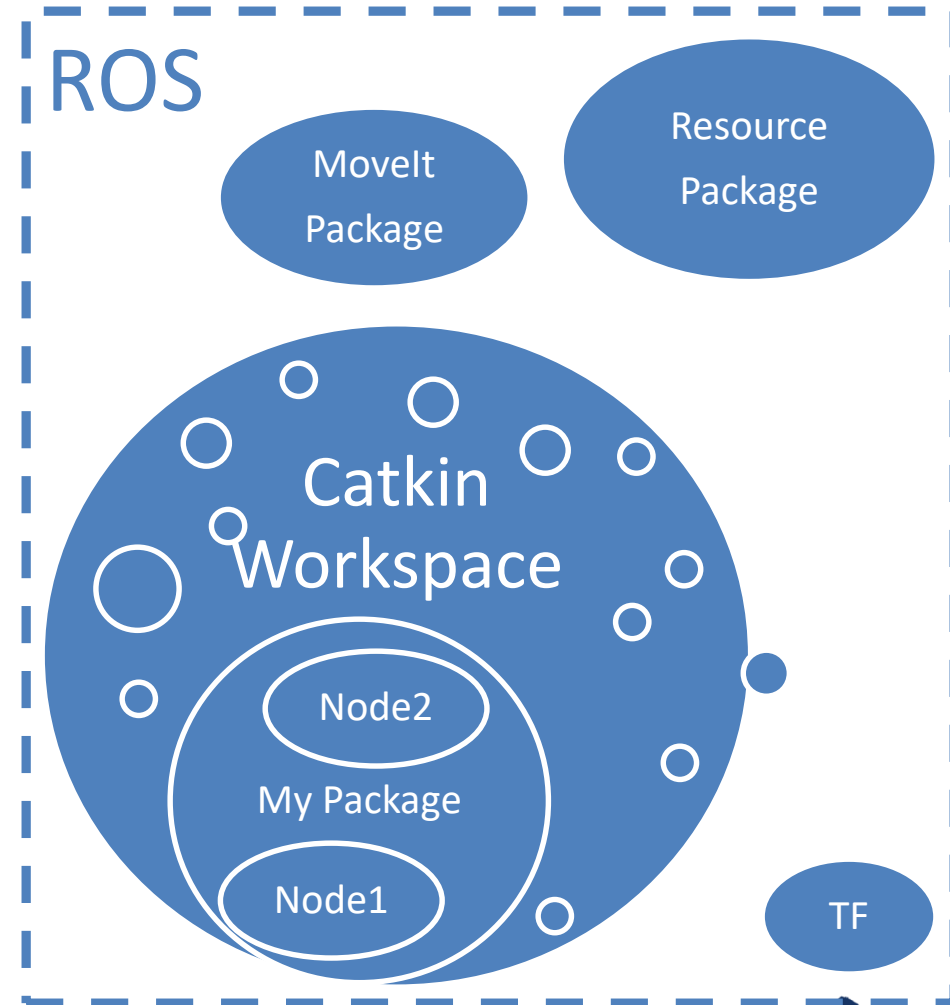 ROS
MoveIt
Package
Resource
Package
Catkin
Workspace
Node2
My Package
Node1
TF